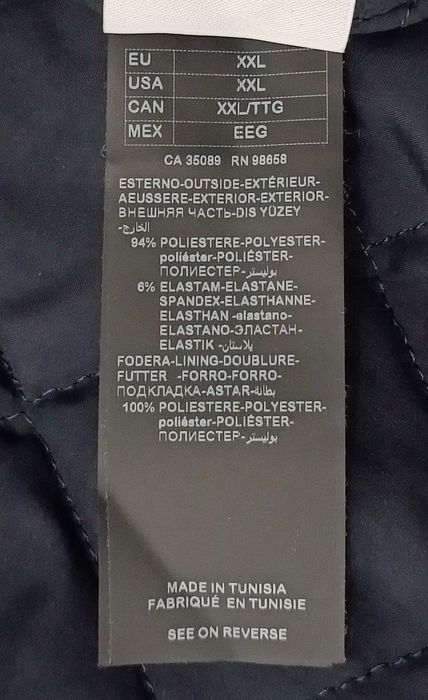 EU XXL
USA XXL
CAN XXL/TTG
MEX EEG
CA 35089 RN 98658
ESTERNO-OUTSIDE-EXTÉRIEUR-
AEUSSERE-EXTERIOR-EXTERIOR-
ВНЕШНЯЯ ЧАСТЬ-DIS YÜZEY
-الخارج
94% POLIESTERE-POLYESTER-
poliéster-POLIÉSTER-
ПОЛИЕСТЕР-بوليستر
6% ELASTAM-ELASTANE-
SPANDEX-ELASTHANNE-
ELASTHAN -elastano-
ELASTANO-ЭЛАСТАН-
ELASTIK -پلاستان
FODERA-LINING-DOUBLURE-
FUTTER -FORRO-FORRO-
ПОДКЛАДКА-ASTAR-بطانة
100% POLIESTERE-POLYESTER-
poliéster-POLIÉSTER-
ПОЛИЕСТЕР-بوليستر
MADE IN TUNISIA
FABRIQUÉ EN TUNISIE
SEE ON REVERSE